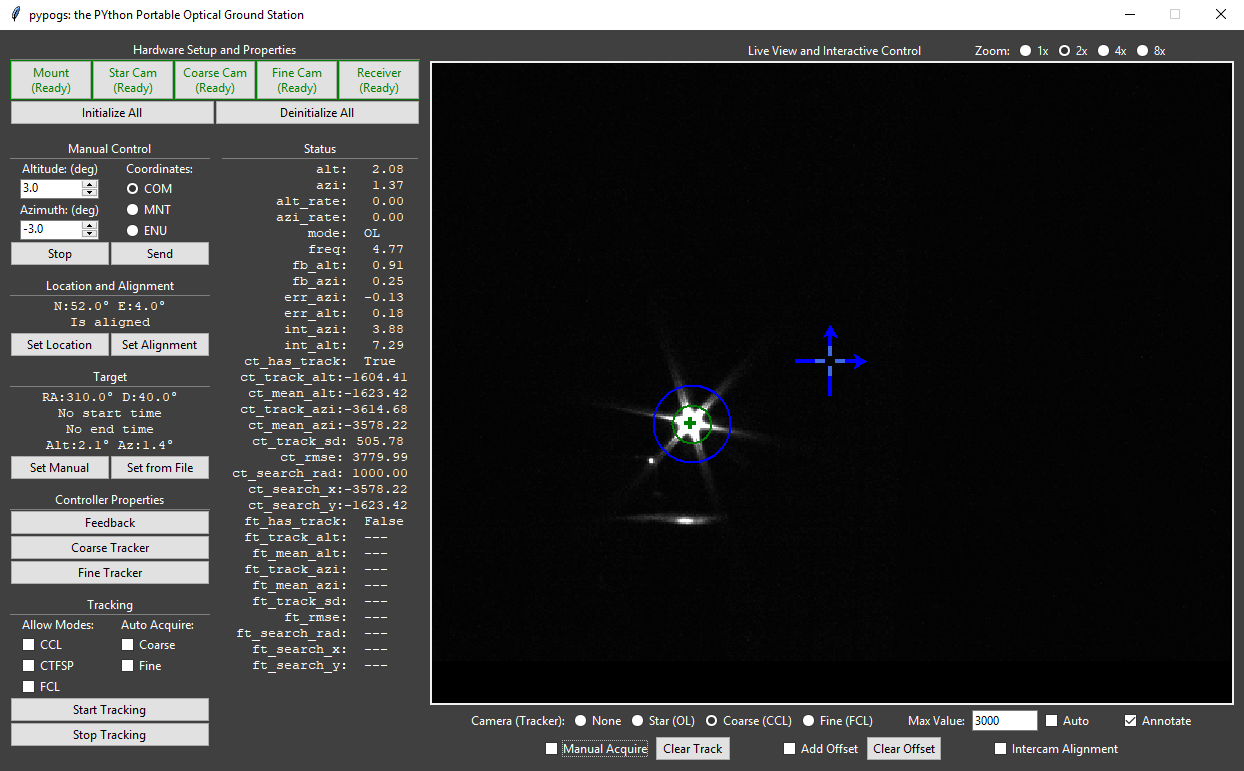 pypogs: the PYthon Portable Optical Ground Station
Hardware Setup and Properties
Mount (Ready)
Star Cam (Ready)
Coarse Cam (Ready)
Fine Cam (Ready)
Receiver (Ready)
Initialize All
Deinitialize All
Manual Control
Altitude: (deg)
3.0
Azimuth: (deg)
-3.0
Coordinates:
COM
MNT
ENU
Stop
Send
Location and Alignment
N:52.0° E:4.0°
Is aligned
Set Location
Set Alignment
Target
RA:310.0° D:40.0°
No start time
No end time
Alt:2.1° Az:1.4°
Set Manual
Set from File
Controller Properties
Feedback
Coarse Tracker
Fine Tracker
Tracking
Allow Modes:
CCL
CTFSP
FCL
Auto Acquire:
Coarse
Fine
Start Tracking
Stop Tracking
Status
alt: 2.08
azi: 1.37
alt_rate: 0.00
azi_rate: 0.00
mode: OL
freq: 4.77
fb_alt: 0.91
fb_azi: 0.25
err_azi: -0.13
err_alt: 0.18
int_azi: 3.88
int_alt: 7.29
ct_has_track: True
ct_track_alt:-1604.41
ct_mean_alt:-1623.42
ct_track_azi:-3614.68
ct_mean_azi:-3578.22
ct_track_sd: 505.78
ct_rmse: 3779.99
ct_search_rad: 1000.00
ct_search_x:-3578.22
ct_search_y:-1623.42
ft_has_track: False
ft_track_alt: ---
ft_mean_alt: ---
ft_track_azi: ---
ft_mean_azi: ---
ft_track_sd: ---
ft_rmse: ---
ft_search_rad: ---
ft_search_x: ---
ft_search_y: ---
Live View and Interactive Control
Zoom: 1x 2x 4x 8x
Camera (Tracker): None Star (OL) Coarse (CCL) Fine (FCL) Max Value: 3000 Auto Annotate
Manual Acquire Clear Track Add Offset Clear Offset Intercam Alignment